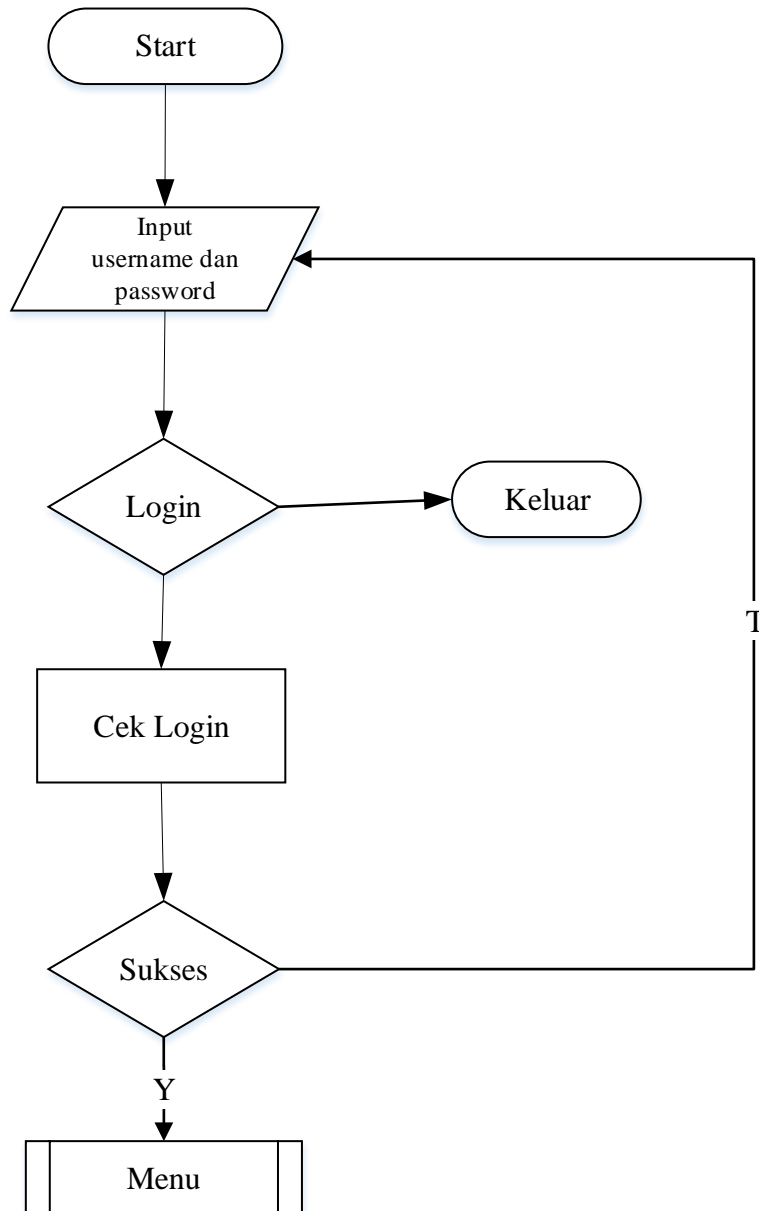 Start
Input
username dan
password
Login
Keluar
T
Cek Login
Sukses
Y
Menu